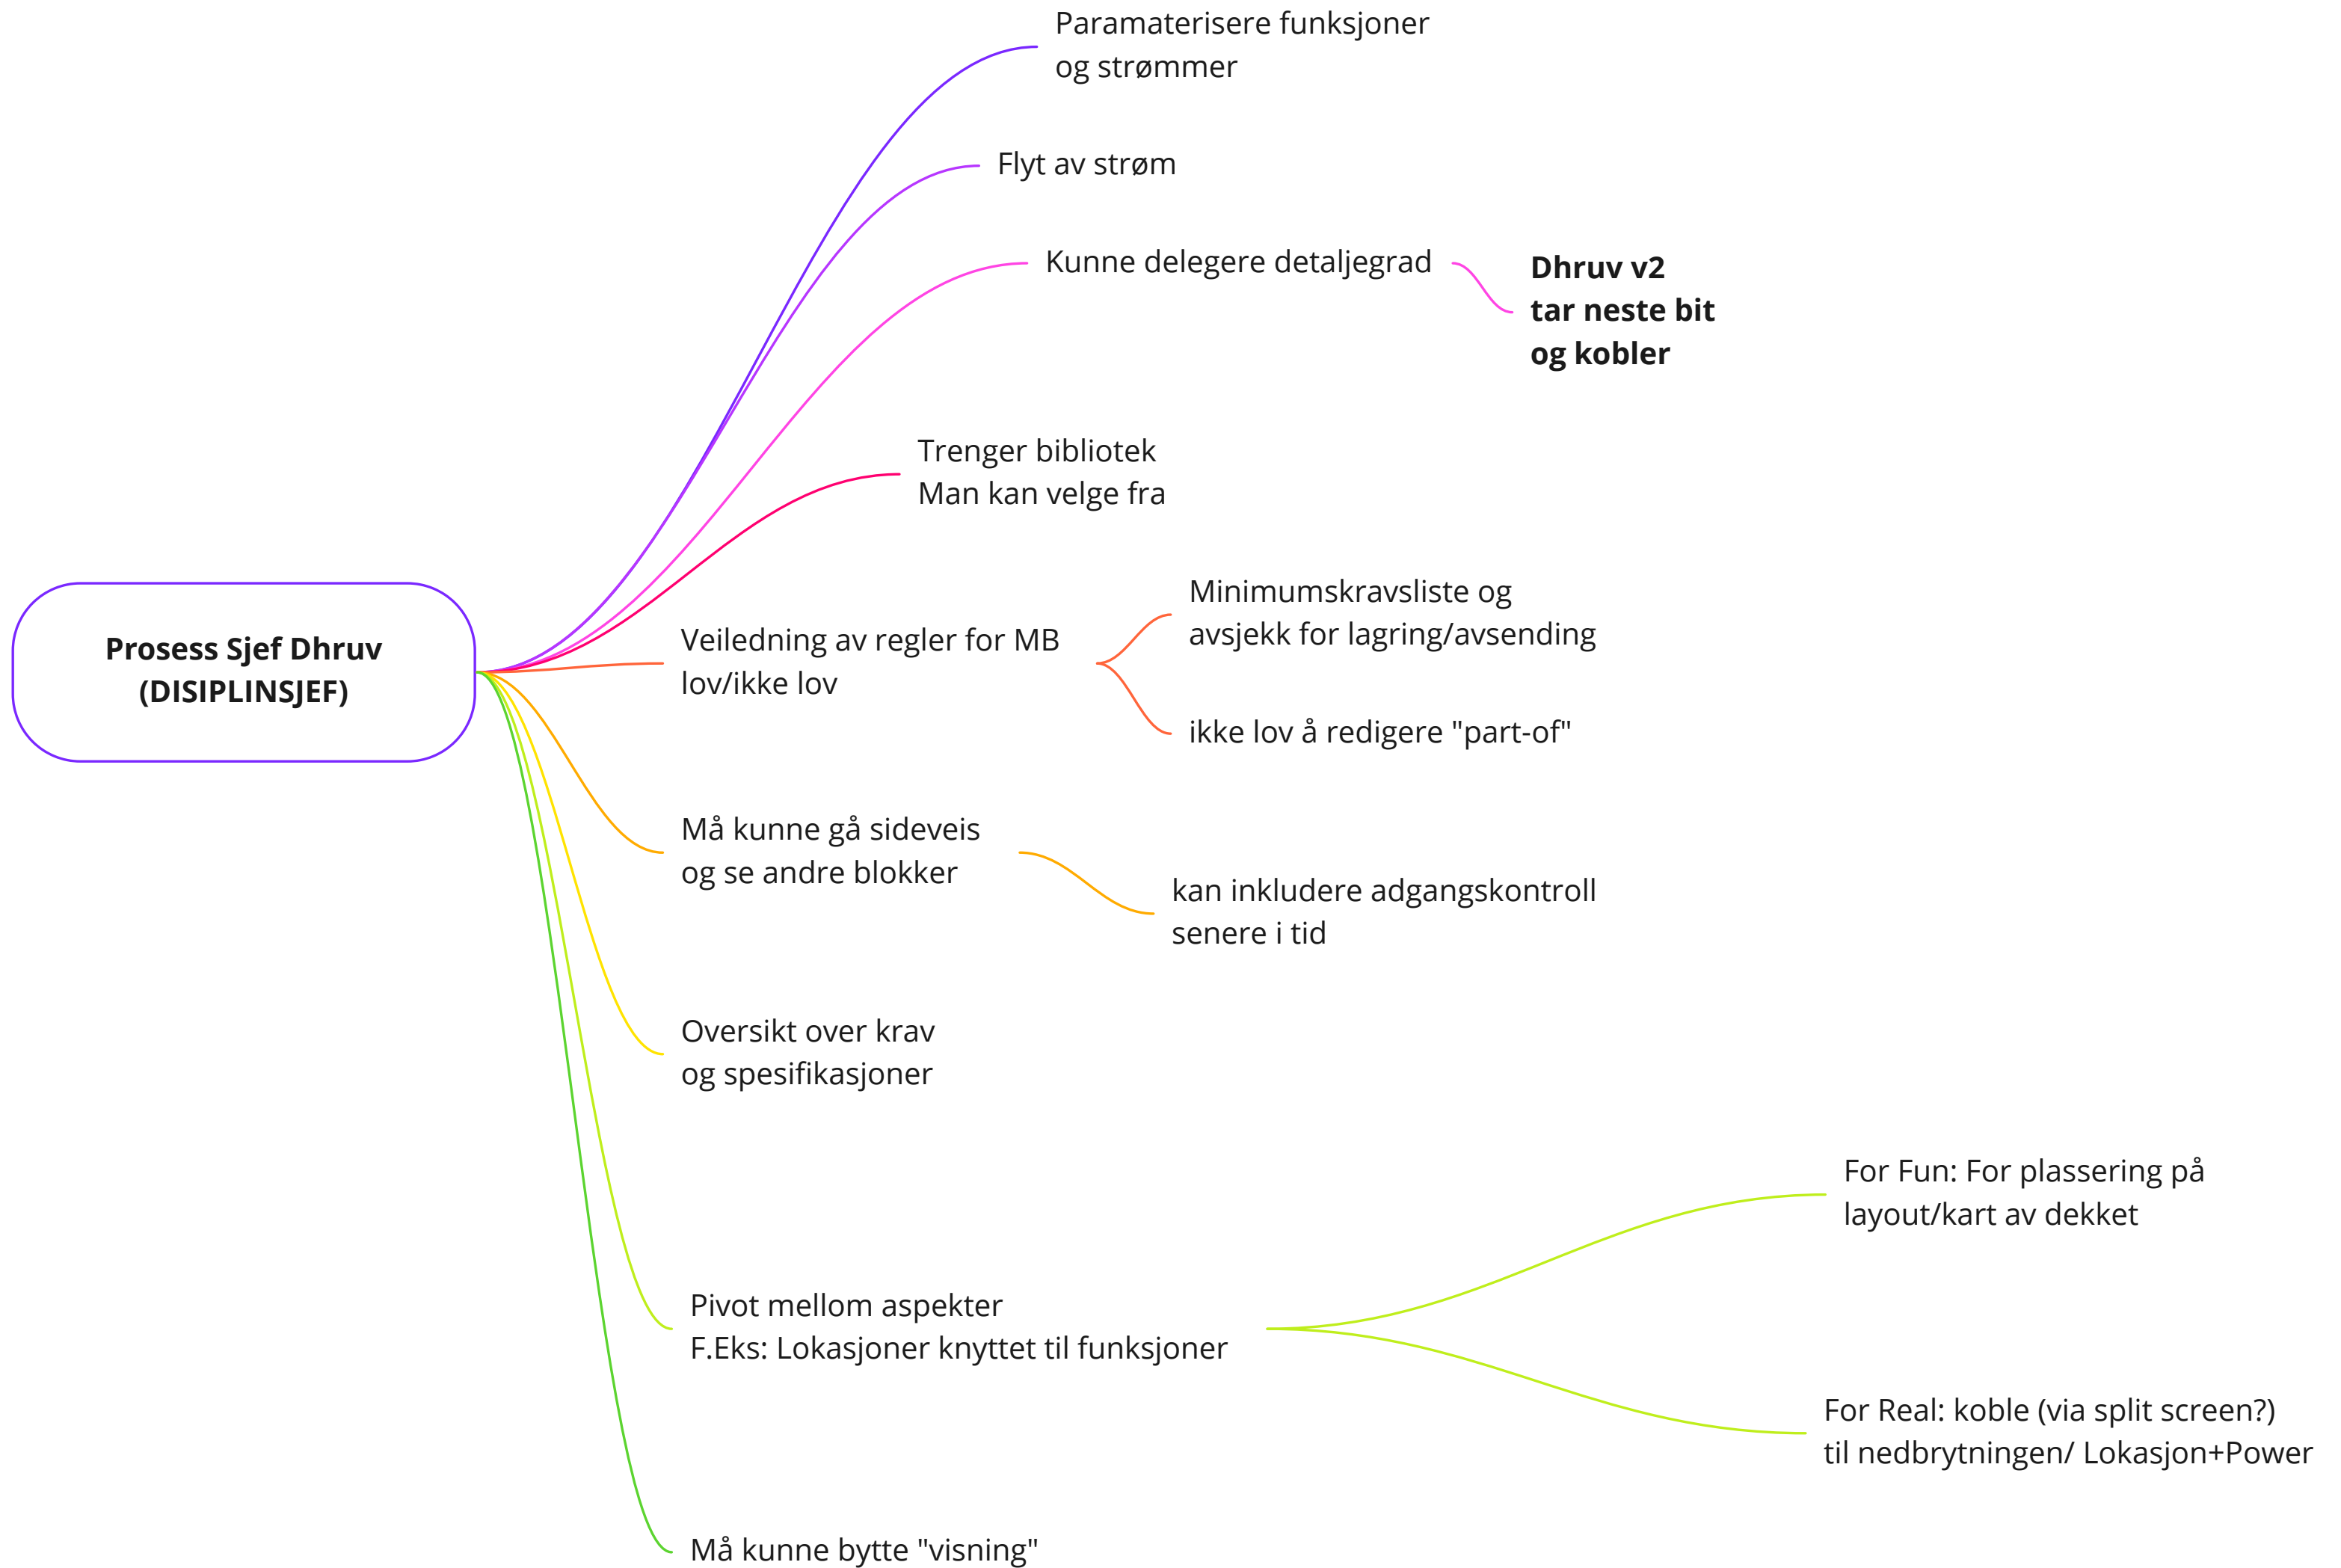 Paramaterisere funksjoner
og strømmer
Flyt av strøm
Kunne delegere detaljegrad
Dhruv v2
tar neste bit
og kobler
Trenger bibliotek
Man kan velge fra
Prosess Sjef Dhruv
(DISIPLINSJEF)
Veiledning av regler for MB
lov/ikke lov
Minimumskravsliste og
avsjekk for lagring/avsending
ikke lov å redigere "part-of"
Må kunne gå sideveis
og se andre blokker
kan inkludere adgangskontroll
senere i tid
Oversikt over krav
og spesifikasjoner
Pivot mellom aspekter
F.Eks: Lokasjoner knyttet til funksjoner
For Fun: For plassering på
layout/kart av dekket
For Real: koble (via split screen?)
til nedbrytningen/ Lokasjon+Power
Må kunne bytte "visning"